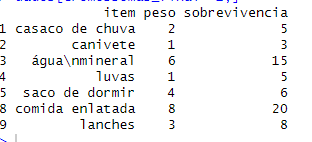 item peso sobrevivencia
1 casaco de chuva 2 5
2 canivete 1 3
3 água\nmineral 6 15
4 luvas 1 5
5 saco de dormir 4 6
8 comida enlatada 8 20
9 lanches 3 8
>